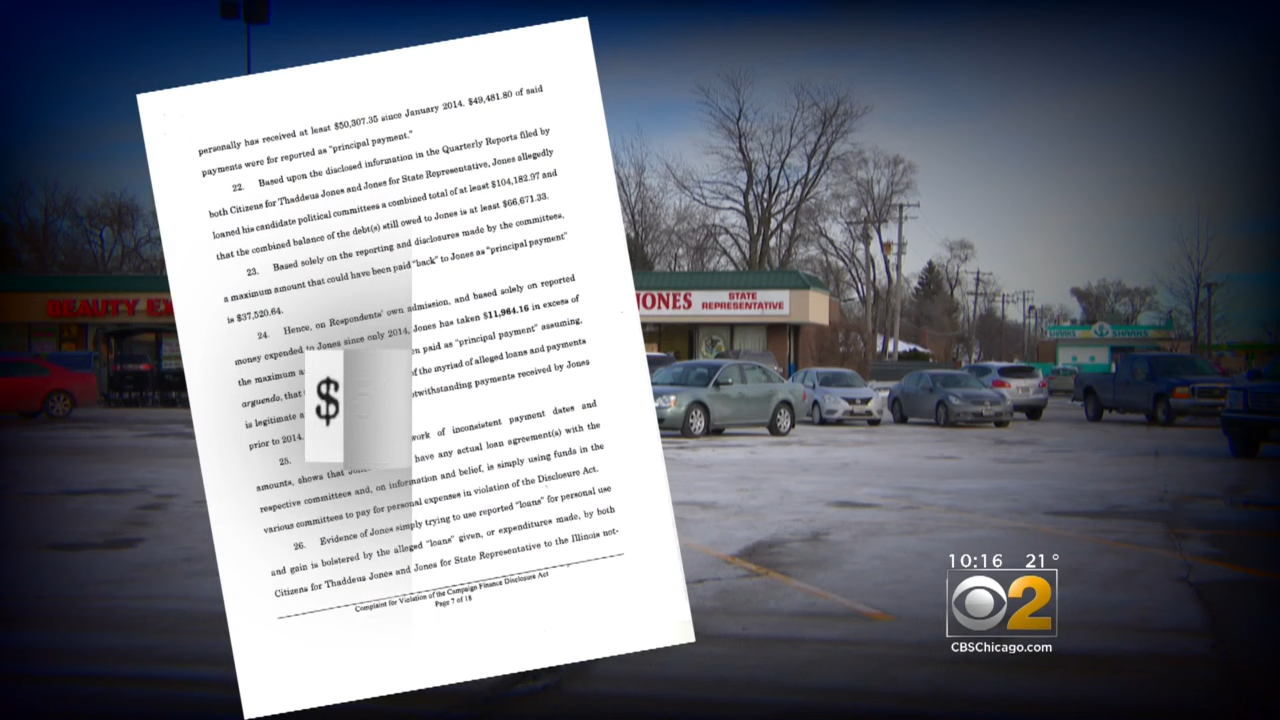 personally has received at least $50,307.35 since January 2014. $49,481.80 of said
payments were for reported as "principal payment."
22. Based upon the disclosed information in the Quarterly Reports filed by
both Citizens for Thaddeus Jones and Jones for State Representative, Jones allegedly
loaned his candidate political committees a combined total of at least $104,182.97 and
that the combined balance of the debt(s) still owed to Jones is at least $66,671.33.
23. Based solely on the reporting and disclosures made by the committees,
a maximum amount that could have been paid "back" to Jones as "principal payment"
is $37,520.64.
24. Hence, on Respondents' own admission, and based solely on reported
money expended to Jones since only 2014, Jones has taken $11,964.16 in excess of
the maximum paid as "principal payment" assuming,
arguendo, that of the myriad of alleged loans and payments
is legitimate payments received by Jones
prior to 2014.
25. of inconsistent payment dates and
amounts, shows that have any actual loan agreement(s) with the
respective committees and, on information and belief, is simply using funds in the
various committees to pay for personal expenses in violation of the Disclosure Act.
26. Evidence of Jones simply trying to use reported "loans" for personal use
and gain is bolstered by the alleged "loans" given, or expenditures made, by both
Citizens for Thaddeus Jones and Jones for State Representative to the Illinois not-
Complaint for Violation of the Campaign Finance Disclosure Act
Page 7 of 18
$
BEAUTY EX
JONES STATE
REPRESENTATIVE
SHARKS SHARKS
10:16 21°
2
CBSChicago.com